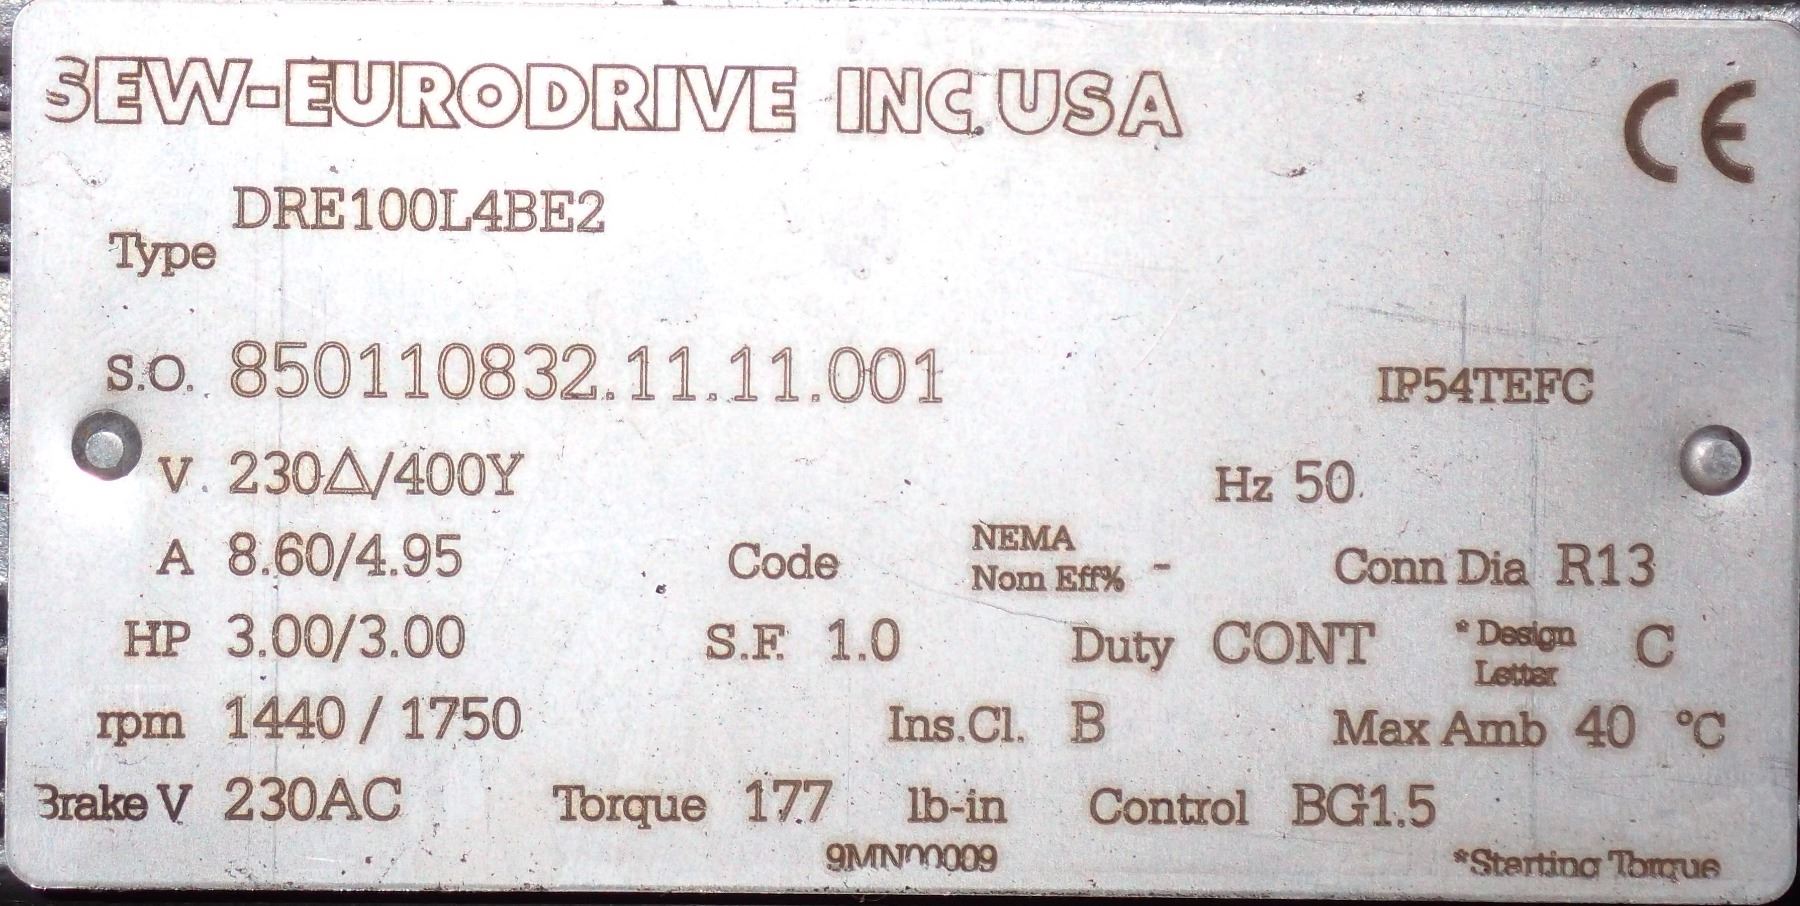 SEW-EURODRIVE INC. USA
CE
Type DRE100L4BE2
S.O. 850110832.11.11.001 IP54TEFC
V. 230Δ/400Y Hz 50
A 8.60/4.95 Code NEMA Nom Eff% - Conn Dia R13
HP 3.00/3.00 S.F. 1.0 Duty CONT *Design Letter C
rpm 1440 / 1750 Ins.Cl. B Max Amb 40 °C
Brake V 230AC Torque 177 lb-in Control BG1.5
*Starting Torque